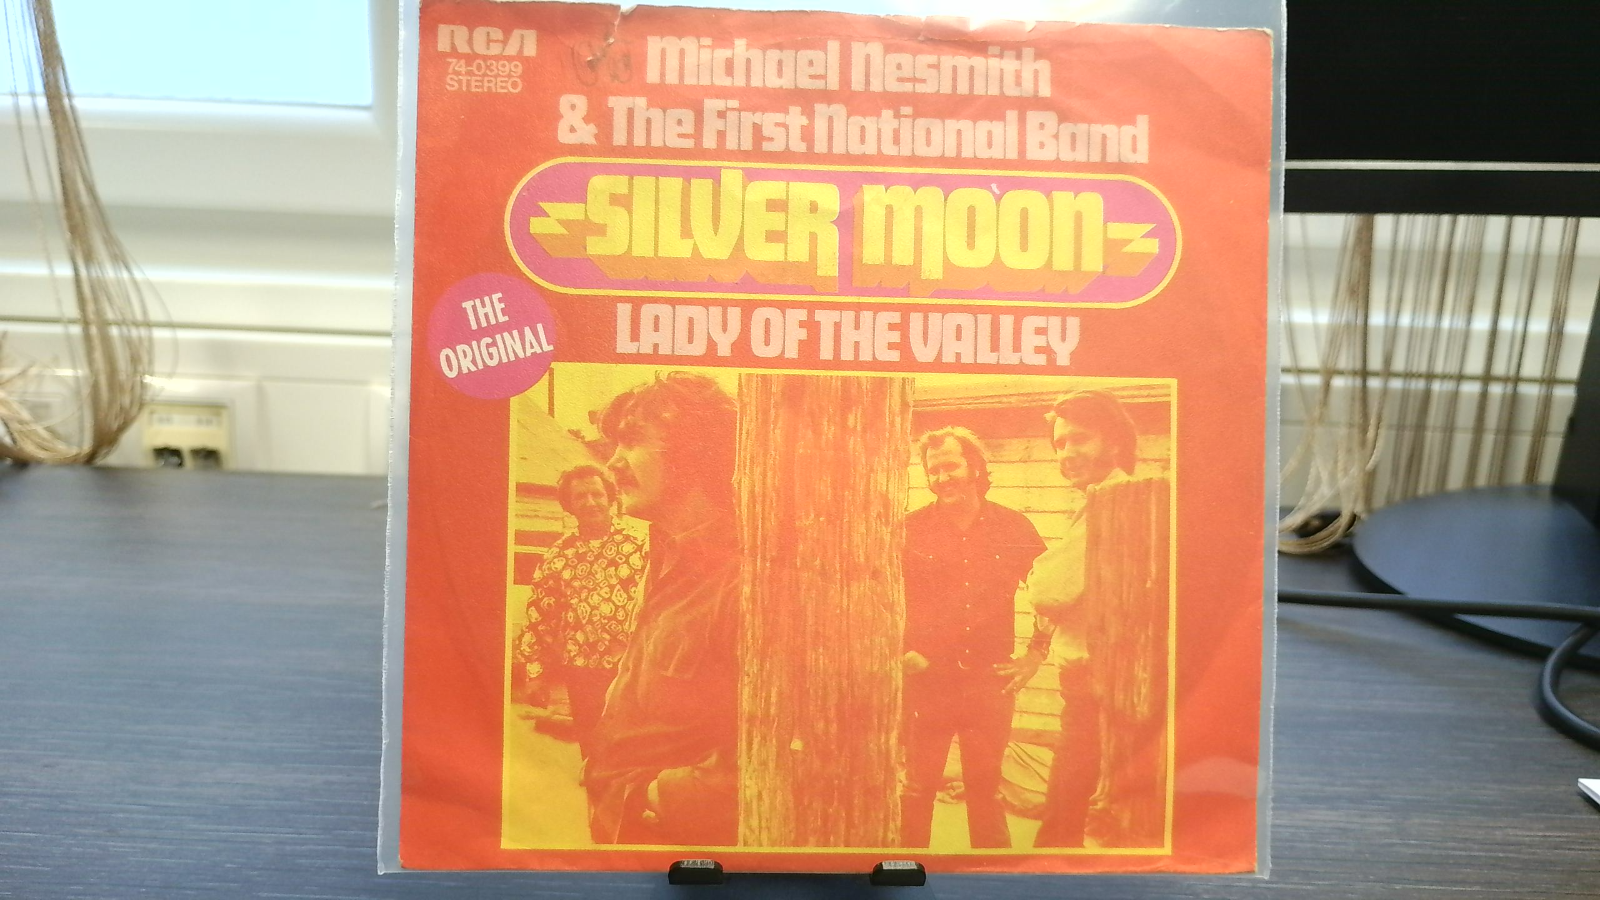 RCA
74-0399
STEREO
Michael Nesmith
& The First National Band
SILVER MOON
LADY OF THE VALLEY
THE
ORIGINAL